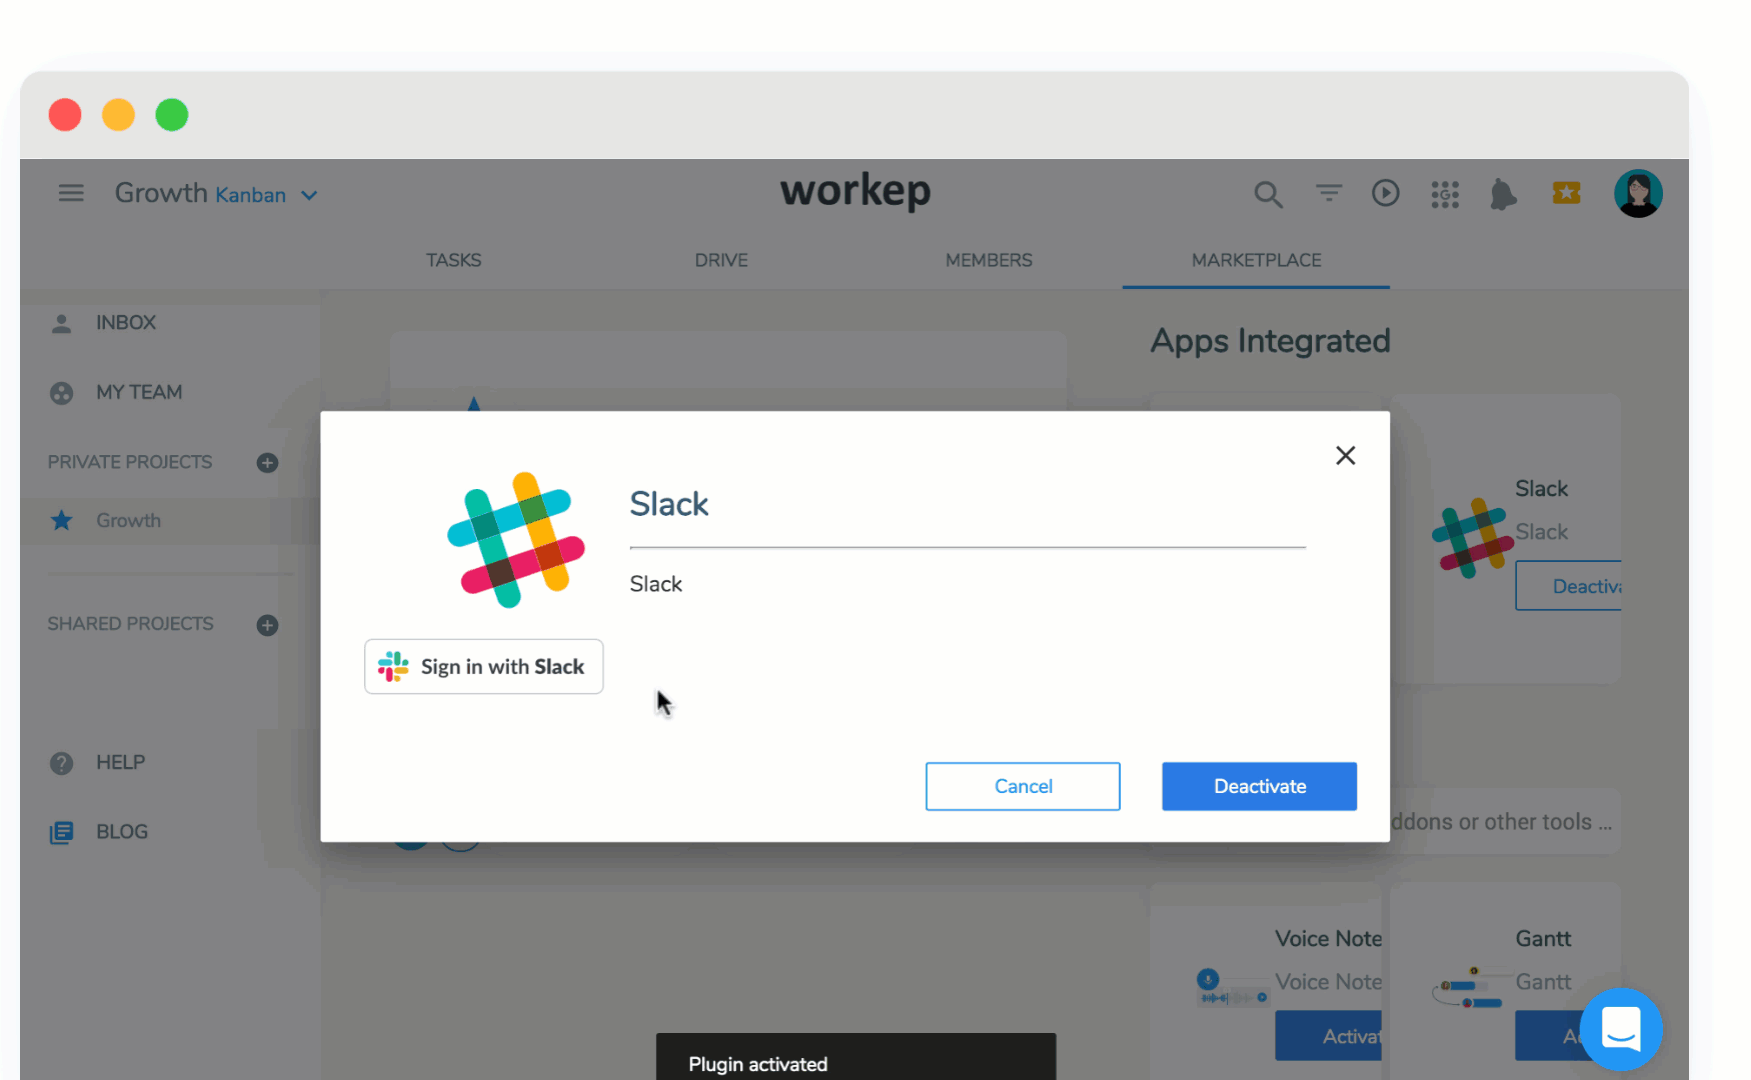 Growth Kanban
workep
TASKS
DRIVE
MEMBERS
MARKETPLACE
INBOX
MY TEAM
PRIVATE PROJECTS
Growth
SHARED PROJECTS
HELP
BLOG
Apps Integrated
Slack
Slack
Sign in with Slack
Cancel
Deactivate
Slack
Slack
Deactiva
ddons or other tools ...
Voice Note
Voice Note
Activat
Gantt
Gantt
A
Plugin activated